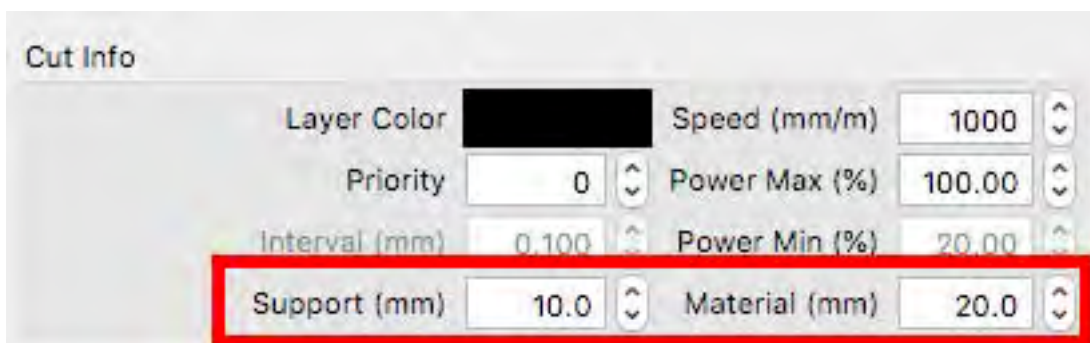 Cut Info
Layer Color Speed (mm/m) 1000
Priority 0 Power Max (%) 100.00
Interval (mm) 0.100 Power Min (%) 20.00
Support (mm) 10.0 Material (mm) 20.0